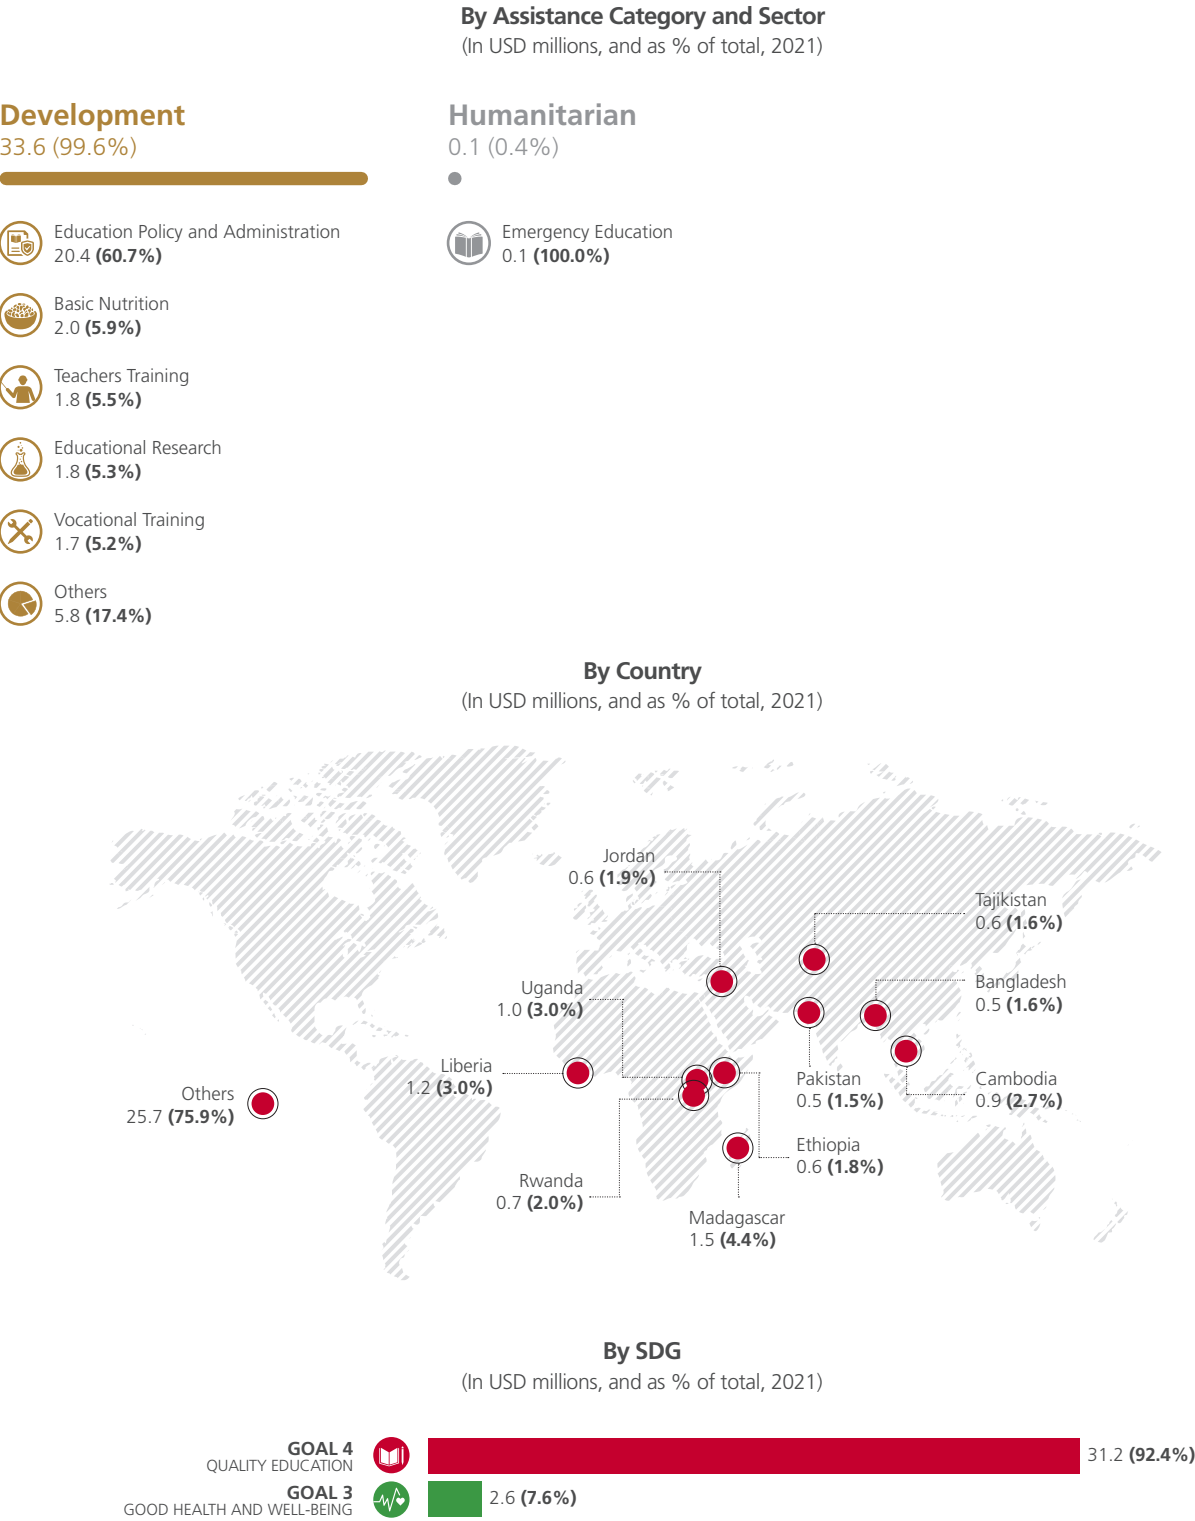 By Assistance Category and Sector
(In USD millions, and as % of total, 2021)
Development
33.6 (99.6%)
Education Policy and Administration
20.4 (60.7%)
Basic Nutrition
2.0 (5.9%)
Teachers Training
1.8 (5.5%)
Educational Research
1.8 (5.3%)
Vocational Training
1.7 (5.2%)
Others
5.8 (17.4%)
Humanitarian
0.1 (0.4%)
Emergency Education
0.1 (100.0%)
By Country
(In USD millions, and as % of total, 2021)
Jordan
0.6 (1.9%)
Tajikistan
0.6 (1.6%)
Uganda
1.0 (3.0%)
Bangladesh
0.5 (1.6%)
Liberia
1.2 (3.0%)
Others
25.7 (75.9%)
Pakistan
0.5 (1.5%)
Cambodia
0.9 (2.7%)
Ethiopia
0.6 (1.8%)
Rwanda
0.7 (2.0%)
Madagascar
1.5 (4.4%)
By SDG
(In USD millions, and as % of total, 2021)
GOAL 4
QUALITY EDUCATION
31.2 (92.4%)
GOAL 3
GOOD HEALTH AND WELL-BEING
2.6 (7.6%)